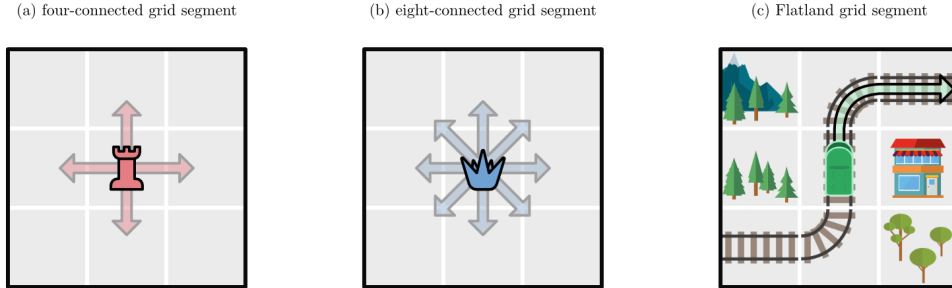 (a) four-connected grid segment
(b) eight-connected grid segment
(c) Flatland grid segment